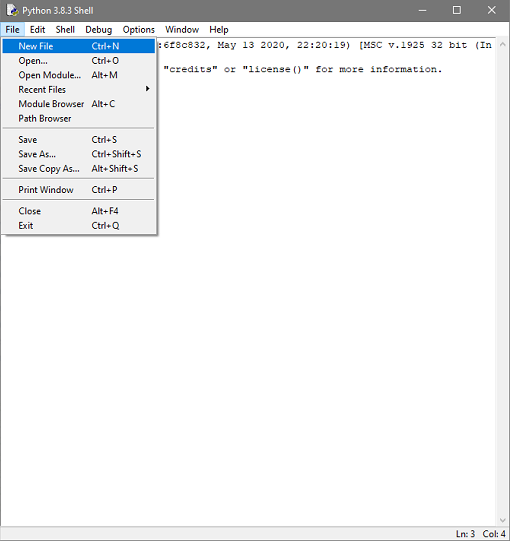 Python 3.8.3 Shell
File Edit Shell Debug Options Window Help
:6f8c832, May 13 2020, 22:20:19) [MSC v.1925 32 bit (In
"credits" or "license()" for more information.
New File Ctrl+N
Open... Ctrl+O
Open Module... Alt+M
Recent Files
Module Browser Alt+C
Path Browser
Save Ctrl+S
Save As... Ctrl+Shift+S
Save Copy As... Alt+Shift+S
Print Window Ctrl+P
Close Alt+F4
Exit Ctrl+Q
Ln: 3 Col: 4